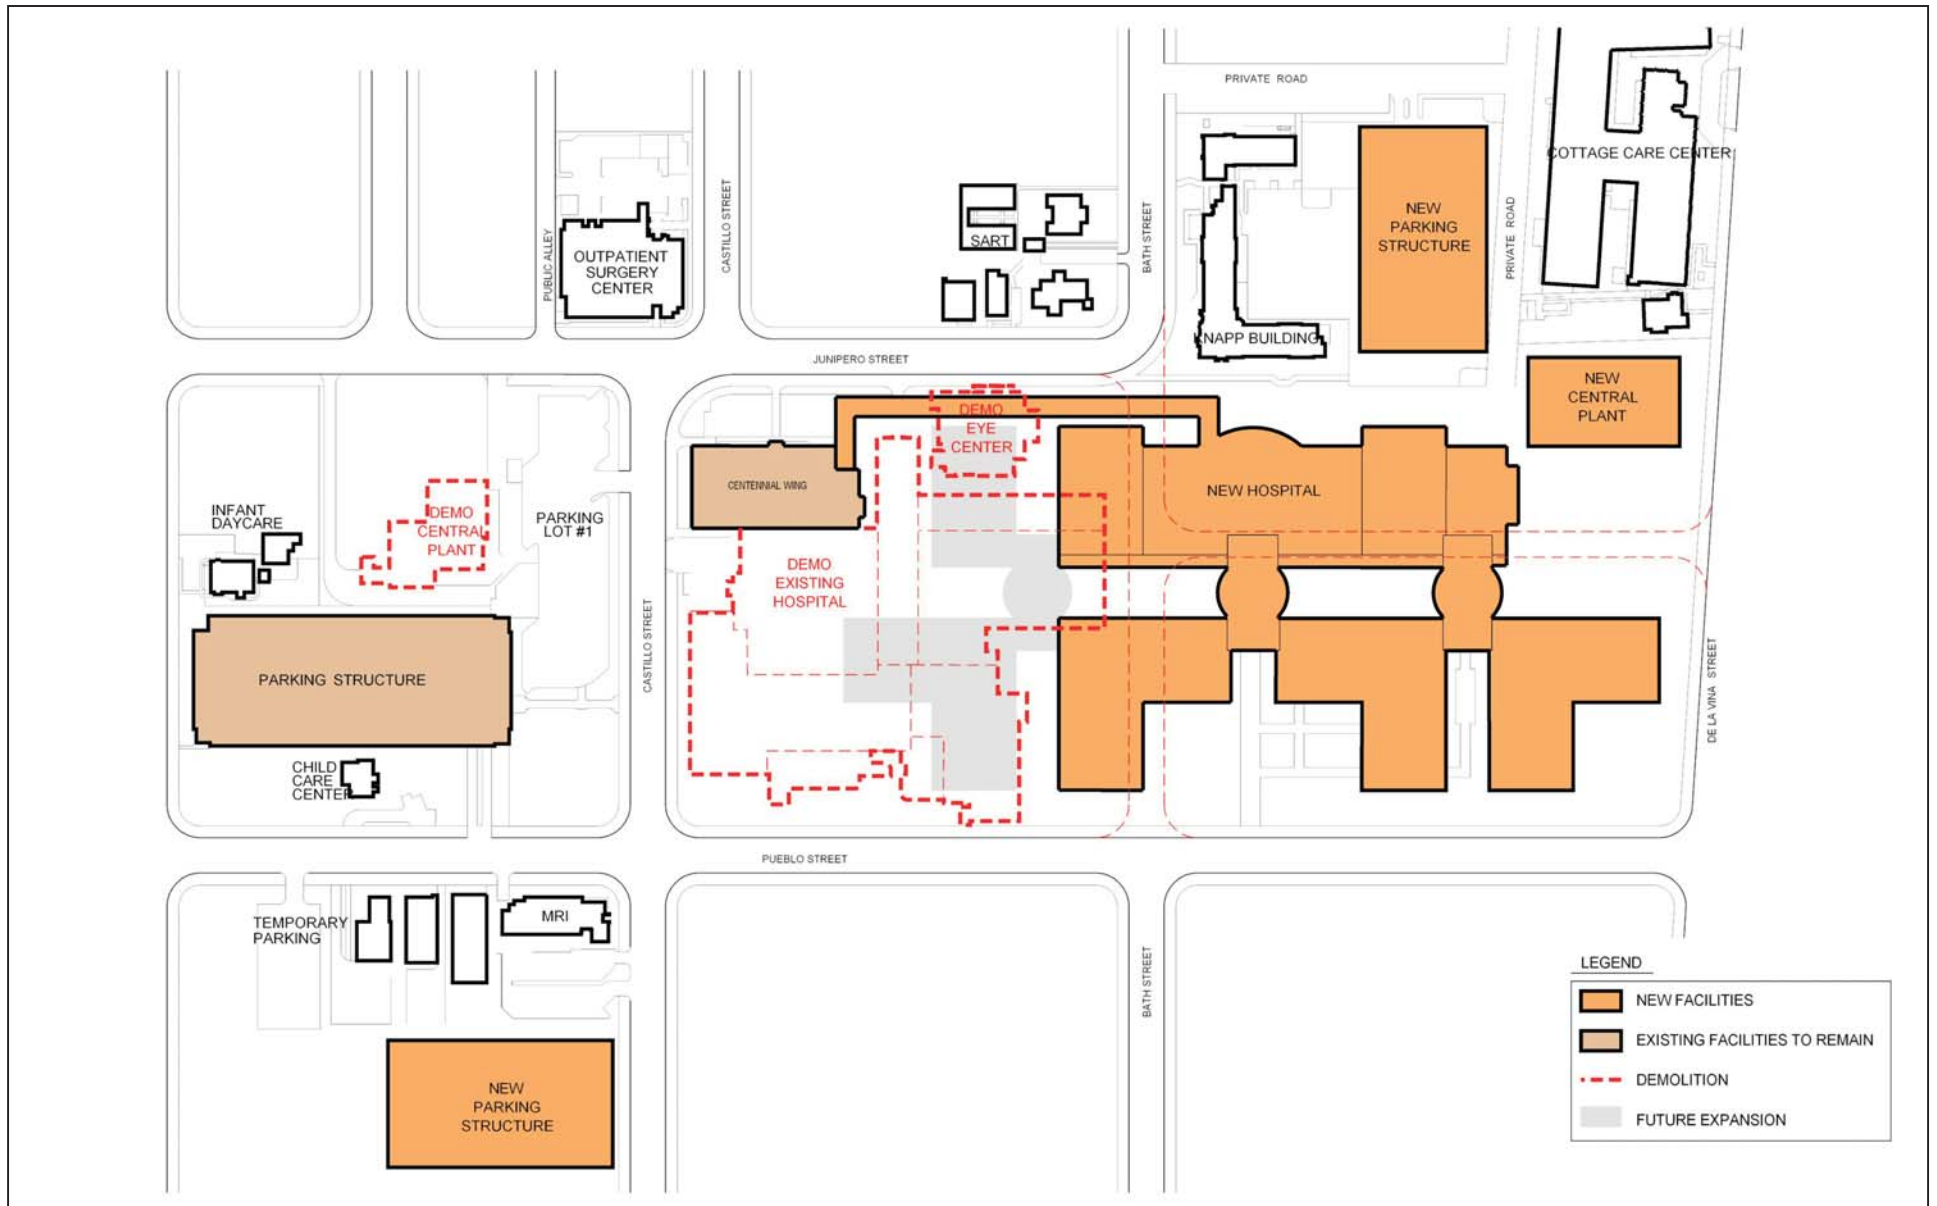 PRIVATE ROAD
COTTAGE CARE CENTER
NEW
PARKING
STRUCTURE
PRIVATE ROAD
BATH STREET
CASTILLO STREET
PUBLIC ALLEY
OUTPATIENT
SURGERY
CENTER
SART
KNAPP BUILDING
JUNIPERO STREET
NEW
CENTRAL
PLANT
DEMO
EYE
CENTER
CENTENNIAL WING
NEW HOSPITAL
INFANT
DAYCARE
DEMO
CENTRAL
PLANT
PARKING
LOT #1
DEMO
EXISTING
HOSPITAL
CASTILLO STREET
PARKING STRUCTURE
DE LA VINA STREET
CHILD
CARE
CENTER
PUEBLO STREET
TEMPORARY
PARKING
MRI
BATH STREET
NEW
PARKING
STRUCTURE
LEGEND
NEW FACILITIES
EXISTING FACILITIES TO REMAIN
DEMOLITION
FUTURE EXPANSION